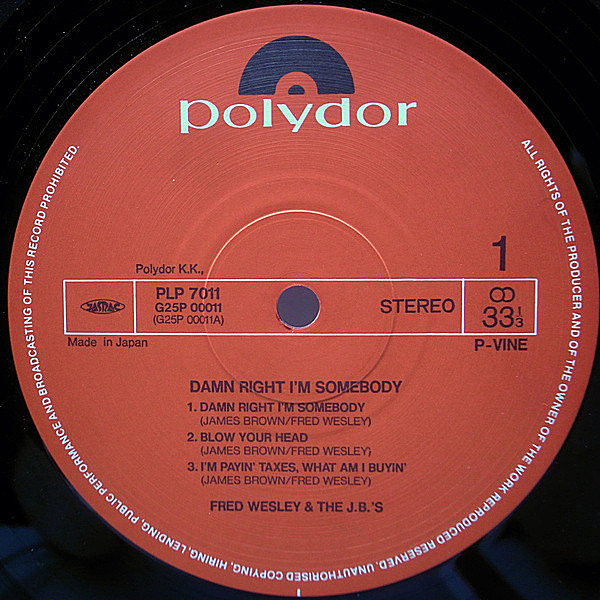 polydor
1
Polydor K.K.,
JASRAC
PLP 7011
G25P 00011
(G25P 00011A)
STEREO
33 1/3
Made in Japan
P-VINE
DAMN RIGHT I'M SOMEBODY
1. DAMN RIGHT I'M SOMEBODY
(JAMES BROWN/FRED WESLEY)
2. BLOW YOUR HEAD
(JAMES BROWN/FRED WESLEY)
3. I'M PAYIN' TAXES, WHAT AM I BUYIN'
(JAMES BROWN/FRED WESLEY)
FRED WESLEY & THE J.B.'S
ALL RIGHTS OF THE PRODUCER AND OF THE OWNER OF THE WORK REPRODUCED RESERVED. UNAUTHORISED COPYING, HIRING, LENDING, PUBLIC PERFORMANCE AND BROADCASTING OF THIS RECORD PROHIBITED.